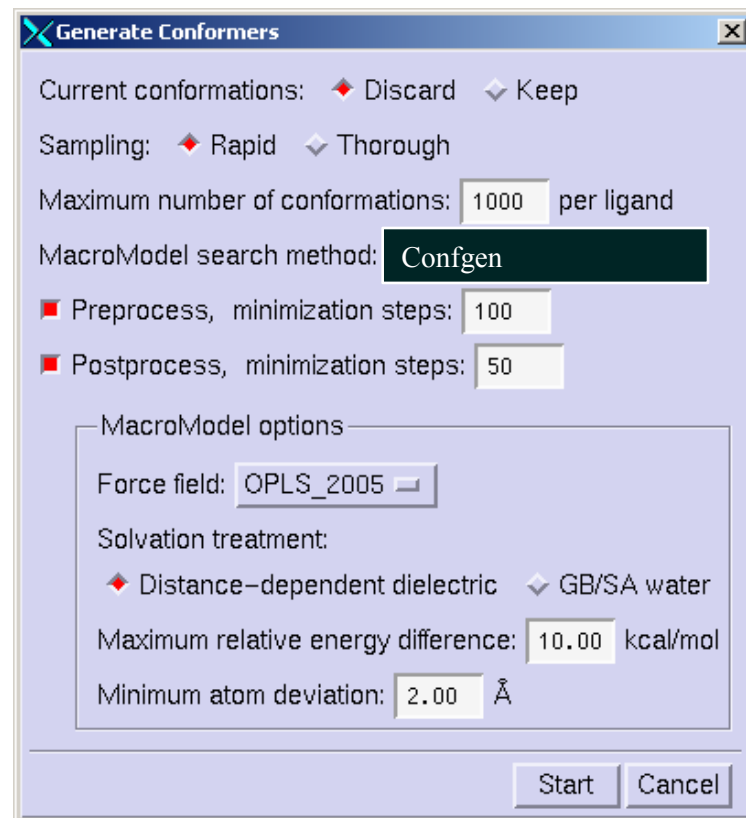 Generate Conformers
Current conformations: Discard Keep
Sampling: Rapid Thorough
Maximum number of conformations: 1000 per ligand
MacroModel search method: Confgen
Preprocess, minimization steps: 100
Postprocess, minimization steps: 50
MacroModel options
Force field: OPLS_2005
Solvation treatment:
Distance-dependent dielectric GB/SA water
Maximum relative energy difference: 10.00 kcal/mol
Minimum atom deviation: 2.00 Å
Start Cancel